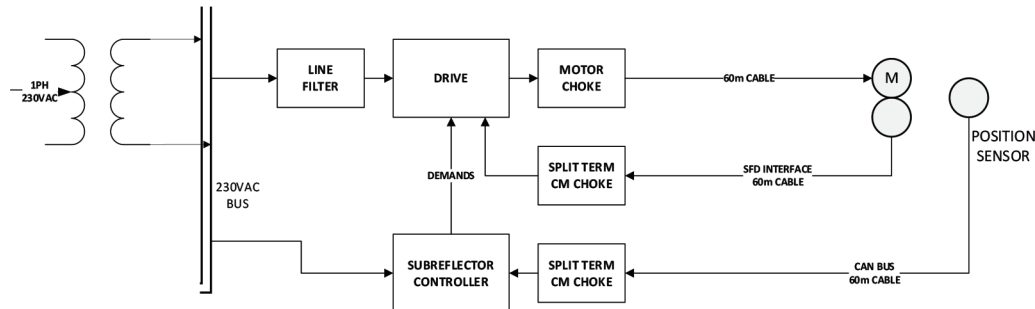 1PH
230VAC
230VAC
BUS
LINE
FILTER
DRIVE
MOTOR
CHOKE
60m CABLE
M
POSITION
SENSOR
DEMANDS
SPLIT TERM
CM CHOKE
SFD INTERFACE
60m CABLE
SUBREFLECTOR
CONTROLLER
SPLIT TERM
CM CHOKE
CAN BUS
60m CABLE